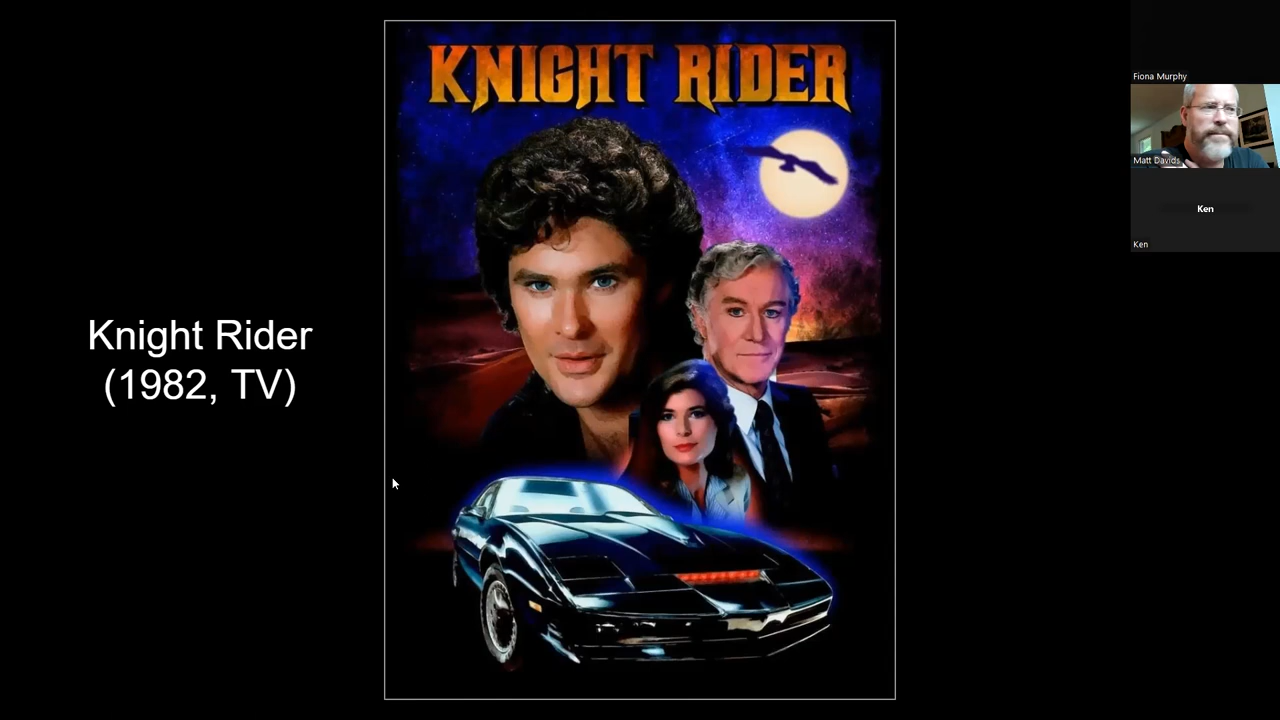 KNIGHT RIDER
Knight Rider
(1982, TV)
Fiona Murphy
Matt Davids
Ken
Ken